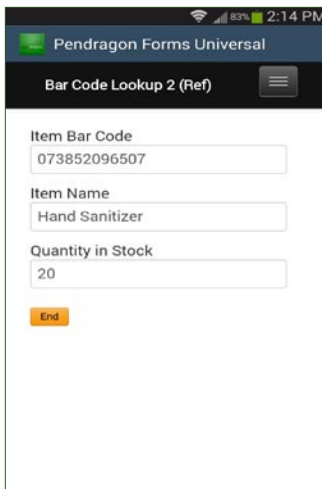 83% 2:14 PM
Pendragon Forms Universal
Bar Code Lookup 2 (Ref)
Item Bar Code
073852096507
Item Name
Hand Sanitizer
Quantity in Stock
20
End